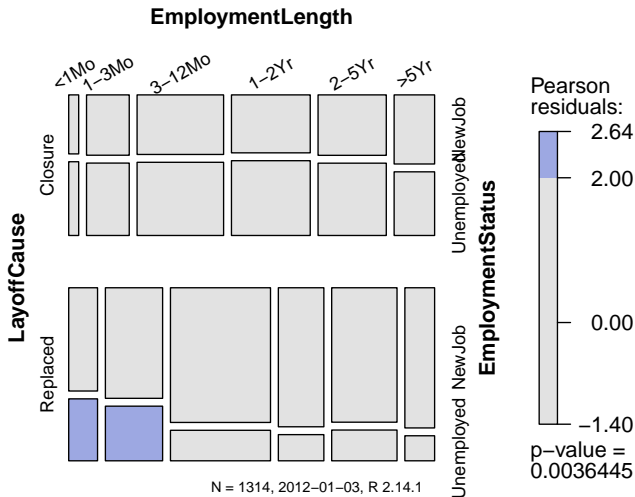 EmploymentLength
<1Mo 1−3Mo 3−12Mo 1−2Yr 2−5Yr >5Yr
LayoffCause
Closure
Replaced
NewJob
Unemployed
NewJob
Unemployed
EmploymentStatus
Pearson
residuals:
2.64
2.00
0.00
−1.40
p−value =
0.0036445
N = 1314, 2012−01−03, R 2.14.1